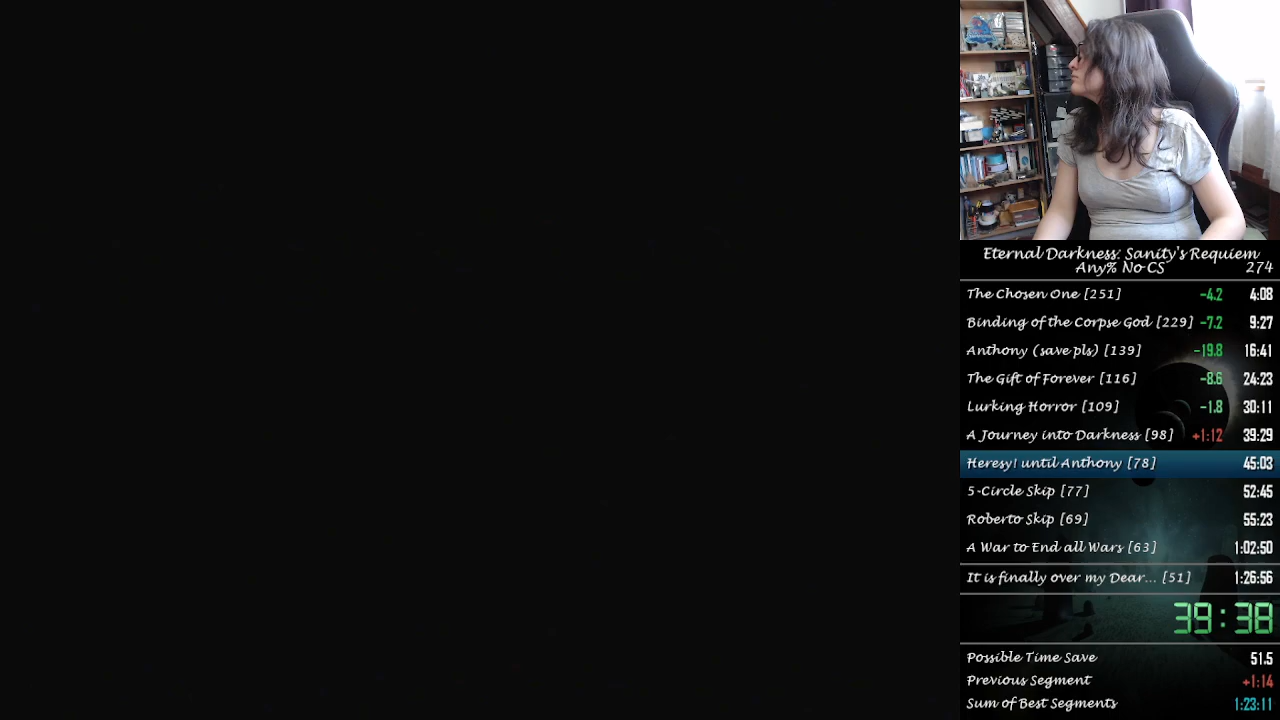 Eternal Darkness: Sanity's Requiem
Any% No CS 274
The Chosen One [251] -4.2 4:08
Binding of the Corpse God [229] -7.2 9:27
Anthony (save pls) [139] -19.8 16:41
The Gift of Forever [116] -8.6 24:23
Lurking Horror [109] -1.8 30:11
A Journey into Darkness [98] +1:12 39:29
Heresy! until Anthony [78] 45:03
5-Circle Skip [77] 52:45
Roberto Skip [69] 55:23
A War to End all Wars [63] 1:02:50
It is finally over my Dear... [51] 1:26:56
39:38
Possible Time Save 51.5
Previous Segment +1:14
Sum of Best Segments 1:23:11